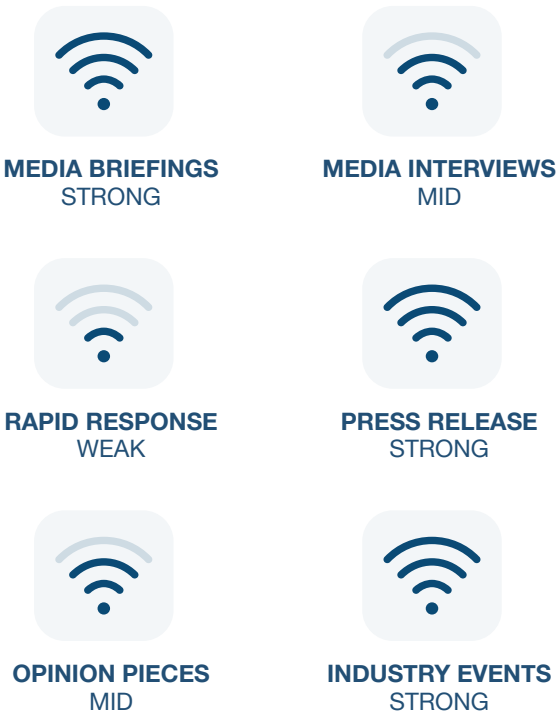 MEDIA BRIEFINGS
STRONG
MEDIA INTERVIEWS
MID
RAPID RESPONSE
WEAK
PRESS RELEASE
STRONG
OPINION PIECES
MID
INDUSTRY EVENTS
STRONG